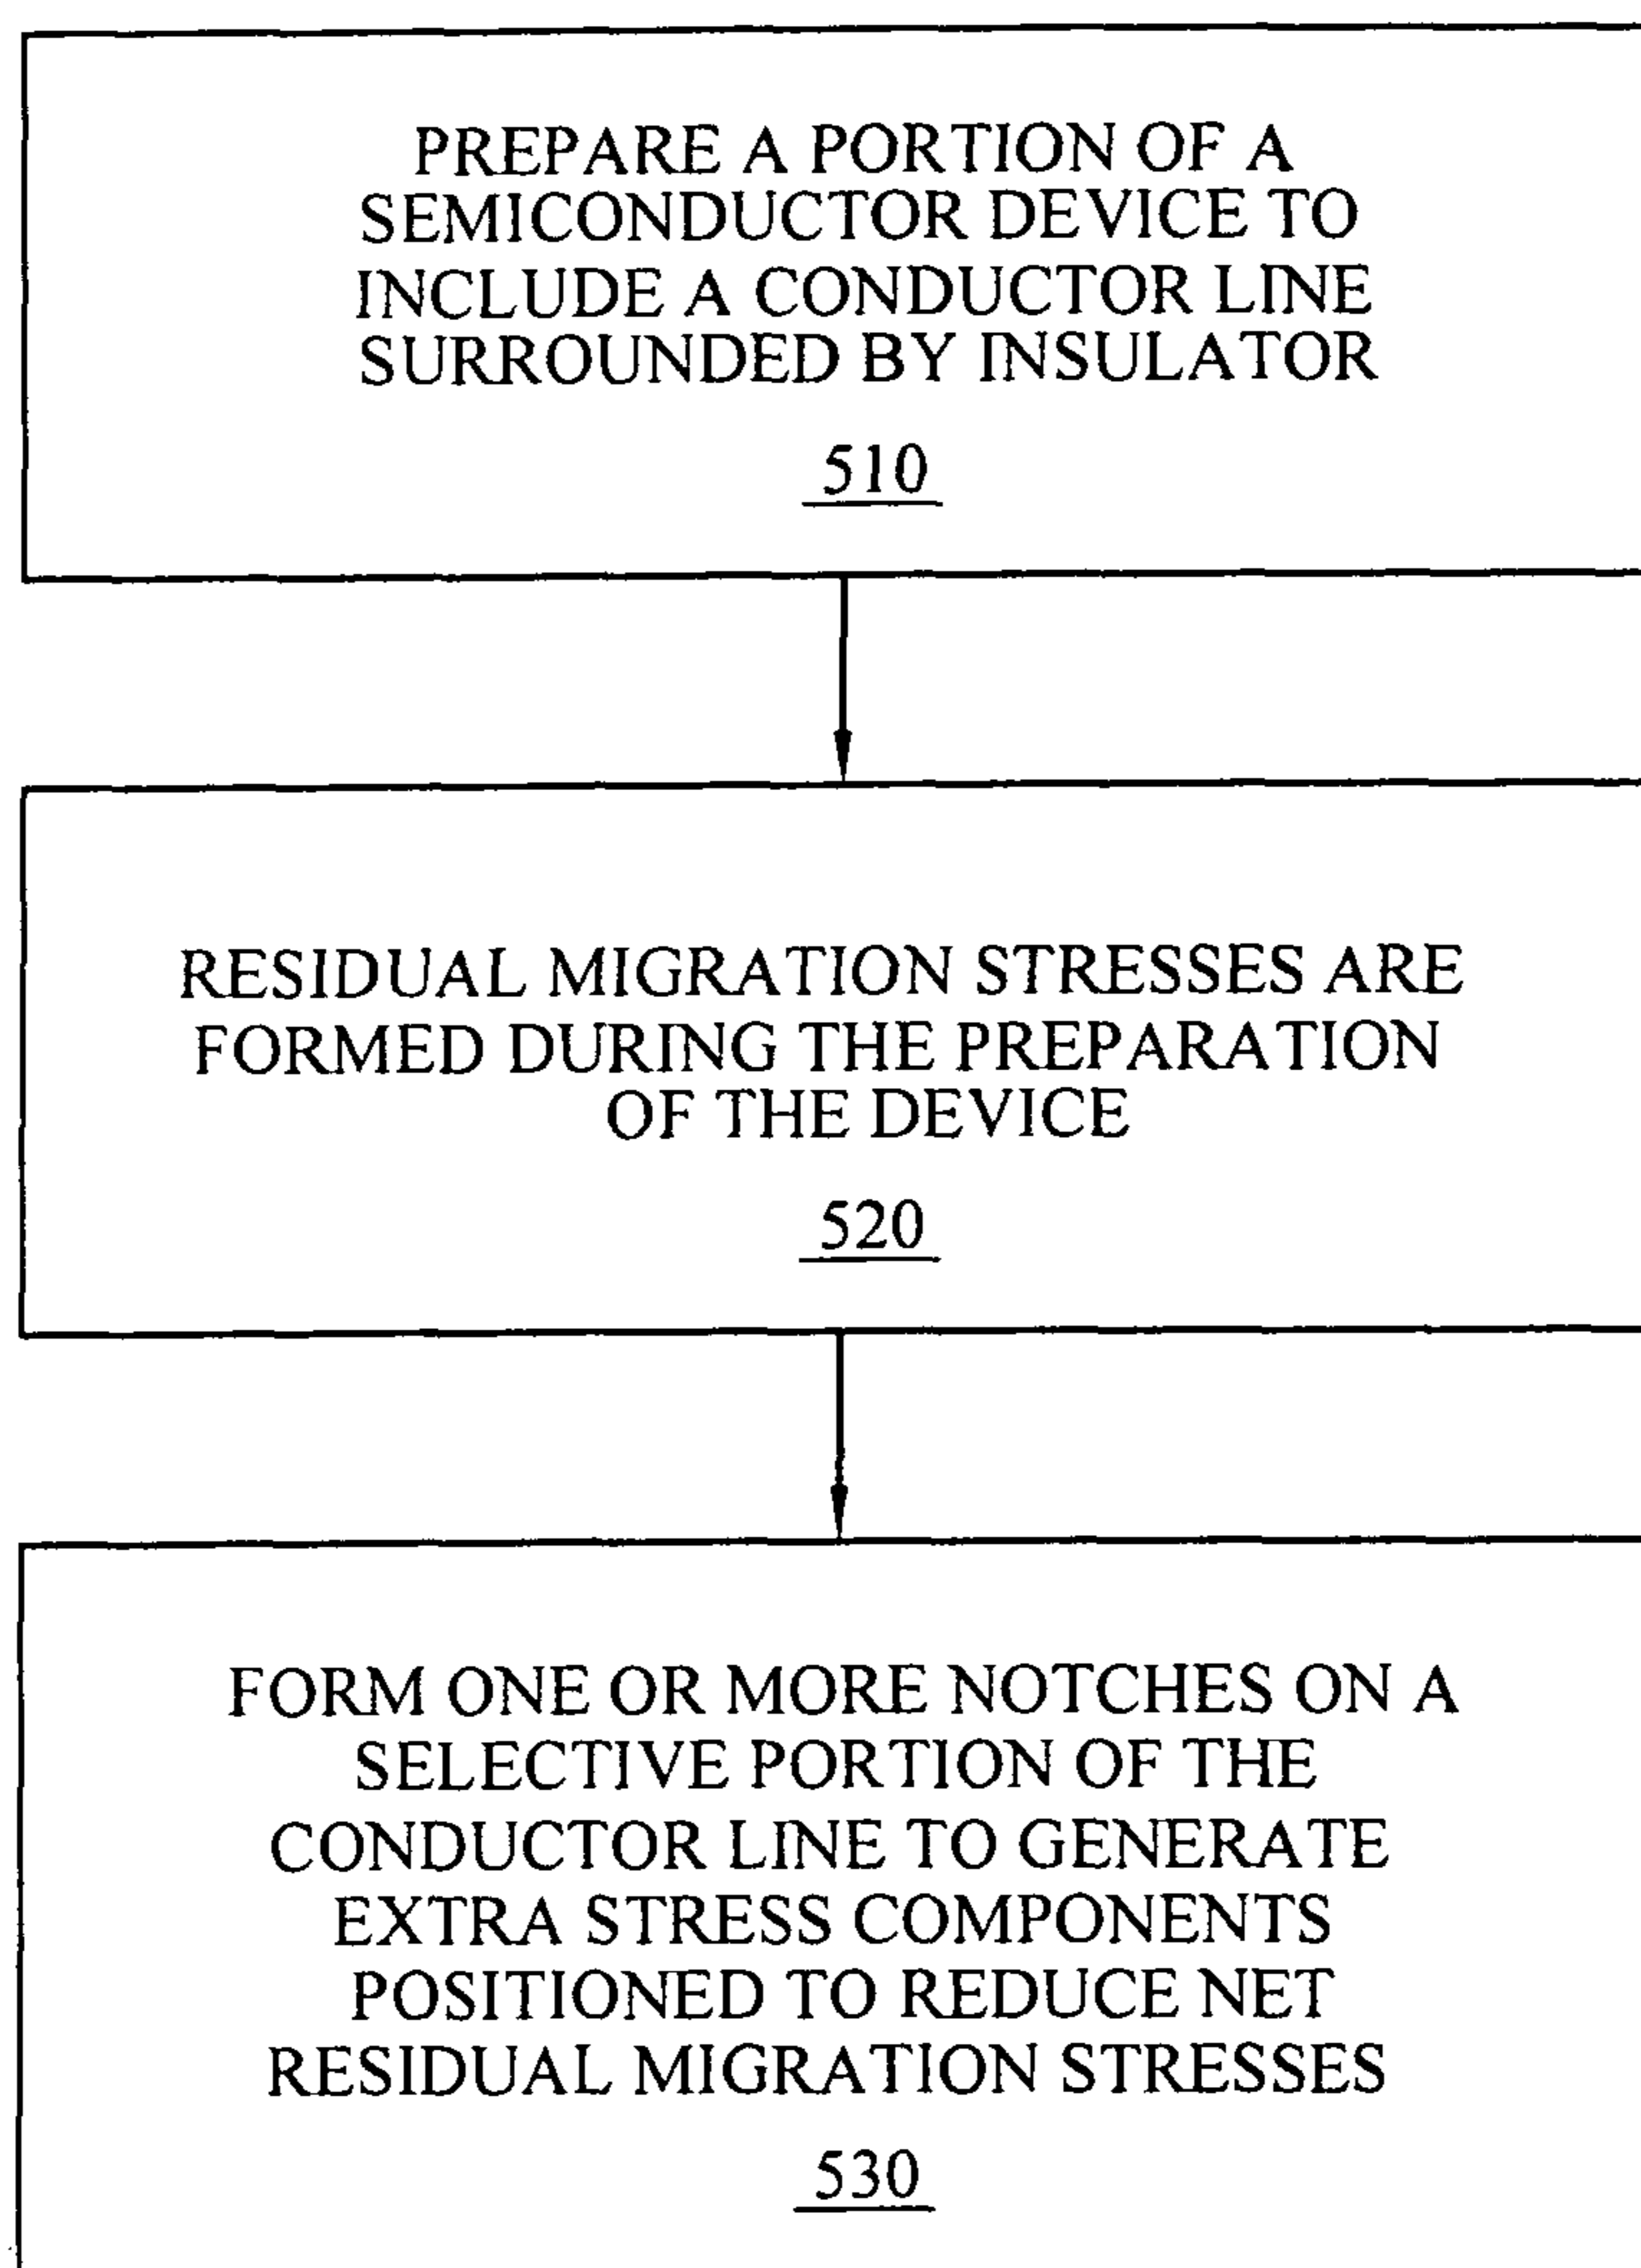 PREPARE A PORTION OF A
SEMICONDUCTOR DEVICE TO
INCLUDE A CONDUCTOR LINE
SURROUNDED BY INSULATOR
510
RESIDUAL MIGRATION STRESSES ARE
FORMED DURING THE PREPARATION
OF THE DEVICE
520
FORM ONE OR MORE NOTCHES ON A
SELECTIVE PORTION OF THE
CONDUCTOR LINE TO GENERATE
EXTRA STRESS COMPONENTS
POSITIONED TO REDUCE NET
RESIDUAL MIGRATION STRESSES
530